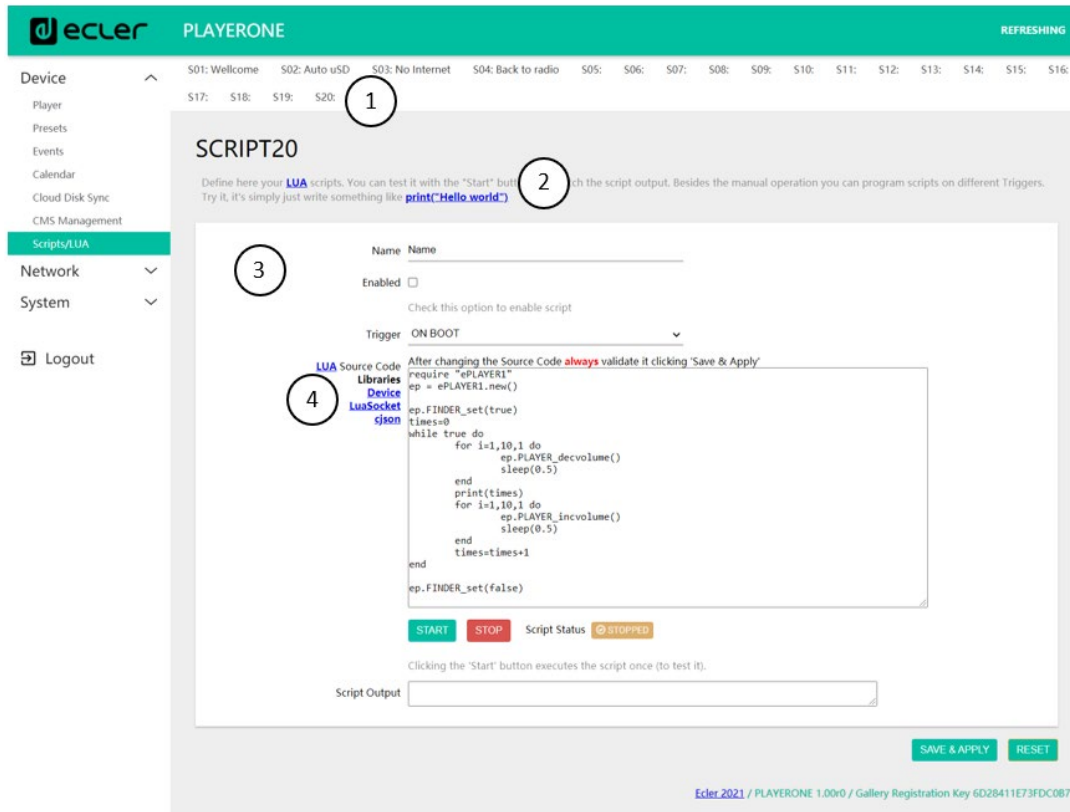 ecler PLAYERONE REFRESHING
Device
Player
Presets
Events
Calendar
Cloud Disk Sync
CMS Management
Scripts/LUA
Network
System
Logout
S01: Wellcome S02: Auto uSD S03: No Internet S04: Back to radio S05: S06: S07: S08: S09: S10: S11: S12: S13: S14: S15: S16:
S17: S18: S19: S20:
1
SCRIPT20
2
Define here your LUA scripts. You can test it with the "Start" but ch the script output. Besides the manual operation you can program scripts on different Triggers.
Try it, it's simply just write something like print("Hello world")
3
Name Name
Enabled
Check this option to enable script
Trigger ON BOOT
After changing the Source Code always validate it clicking 'Save & Apply'
LUA Source Code
Libraries
Device
LuaSocket
cjson
4
require "ePLAYER1"
ep = ePLAYER1.new()
ep.FINDER_set(true)
times=0
while true do
for i=1,10,1 do
ep.PLAYER_decvolume()
sleep(0.5)
end
print(times)
for i=1,10,1 do
ep.PLAYER_incvolume()
sleep(0.5)
end
times=times+1
end
ep.FINDER_set(false)
START STOP Script Status STOPPED
Clicking the 'Start' button executes the script once (to test it).
Script Output
SAVE & APPLY RESET
Ecler 2021 / PLAYERONE 1.00r0 / Gallery Registration Key 6D28411E73FDC0B7